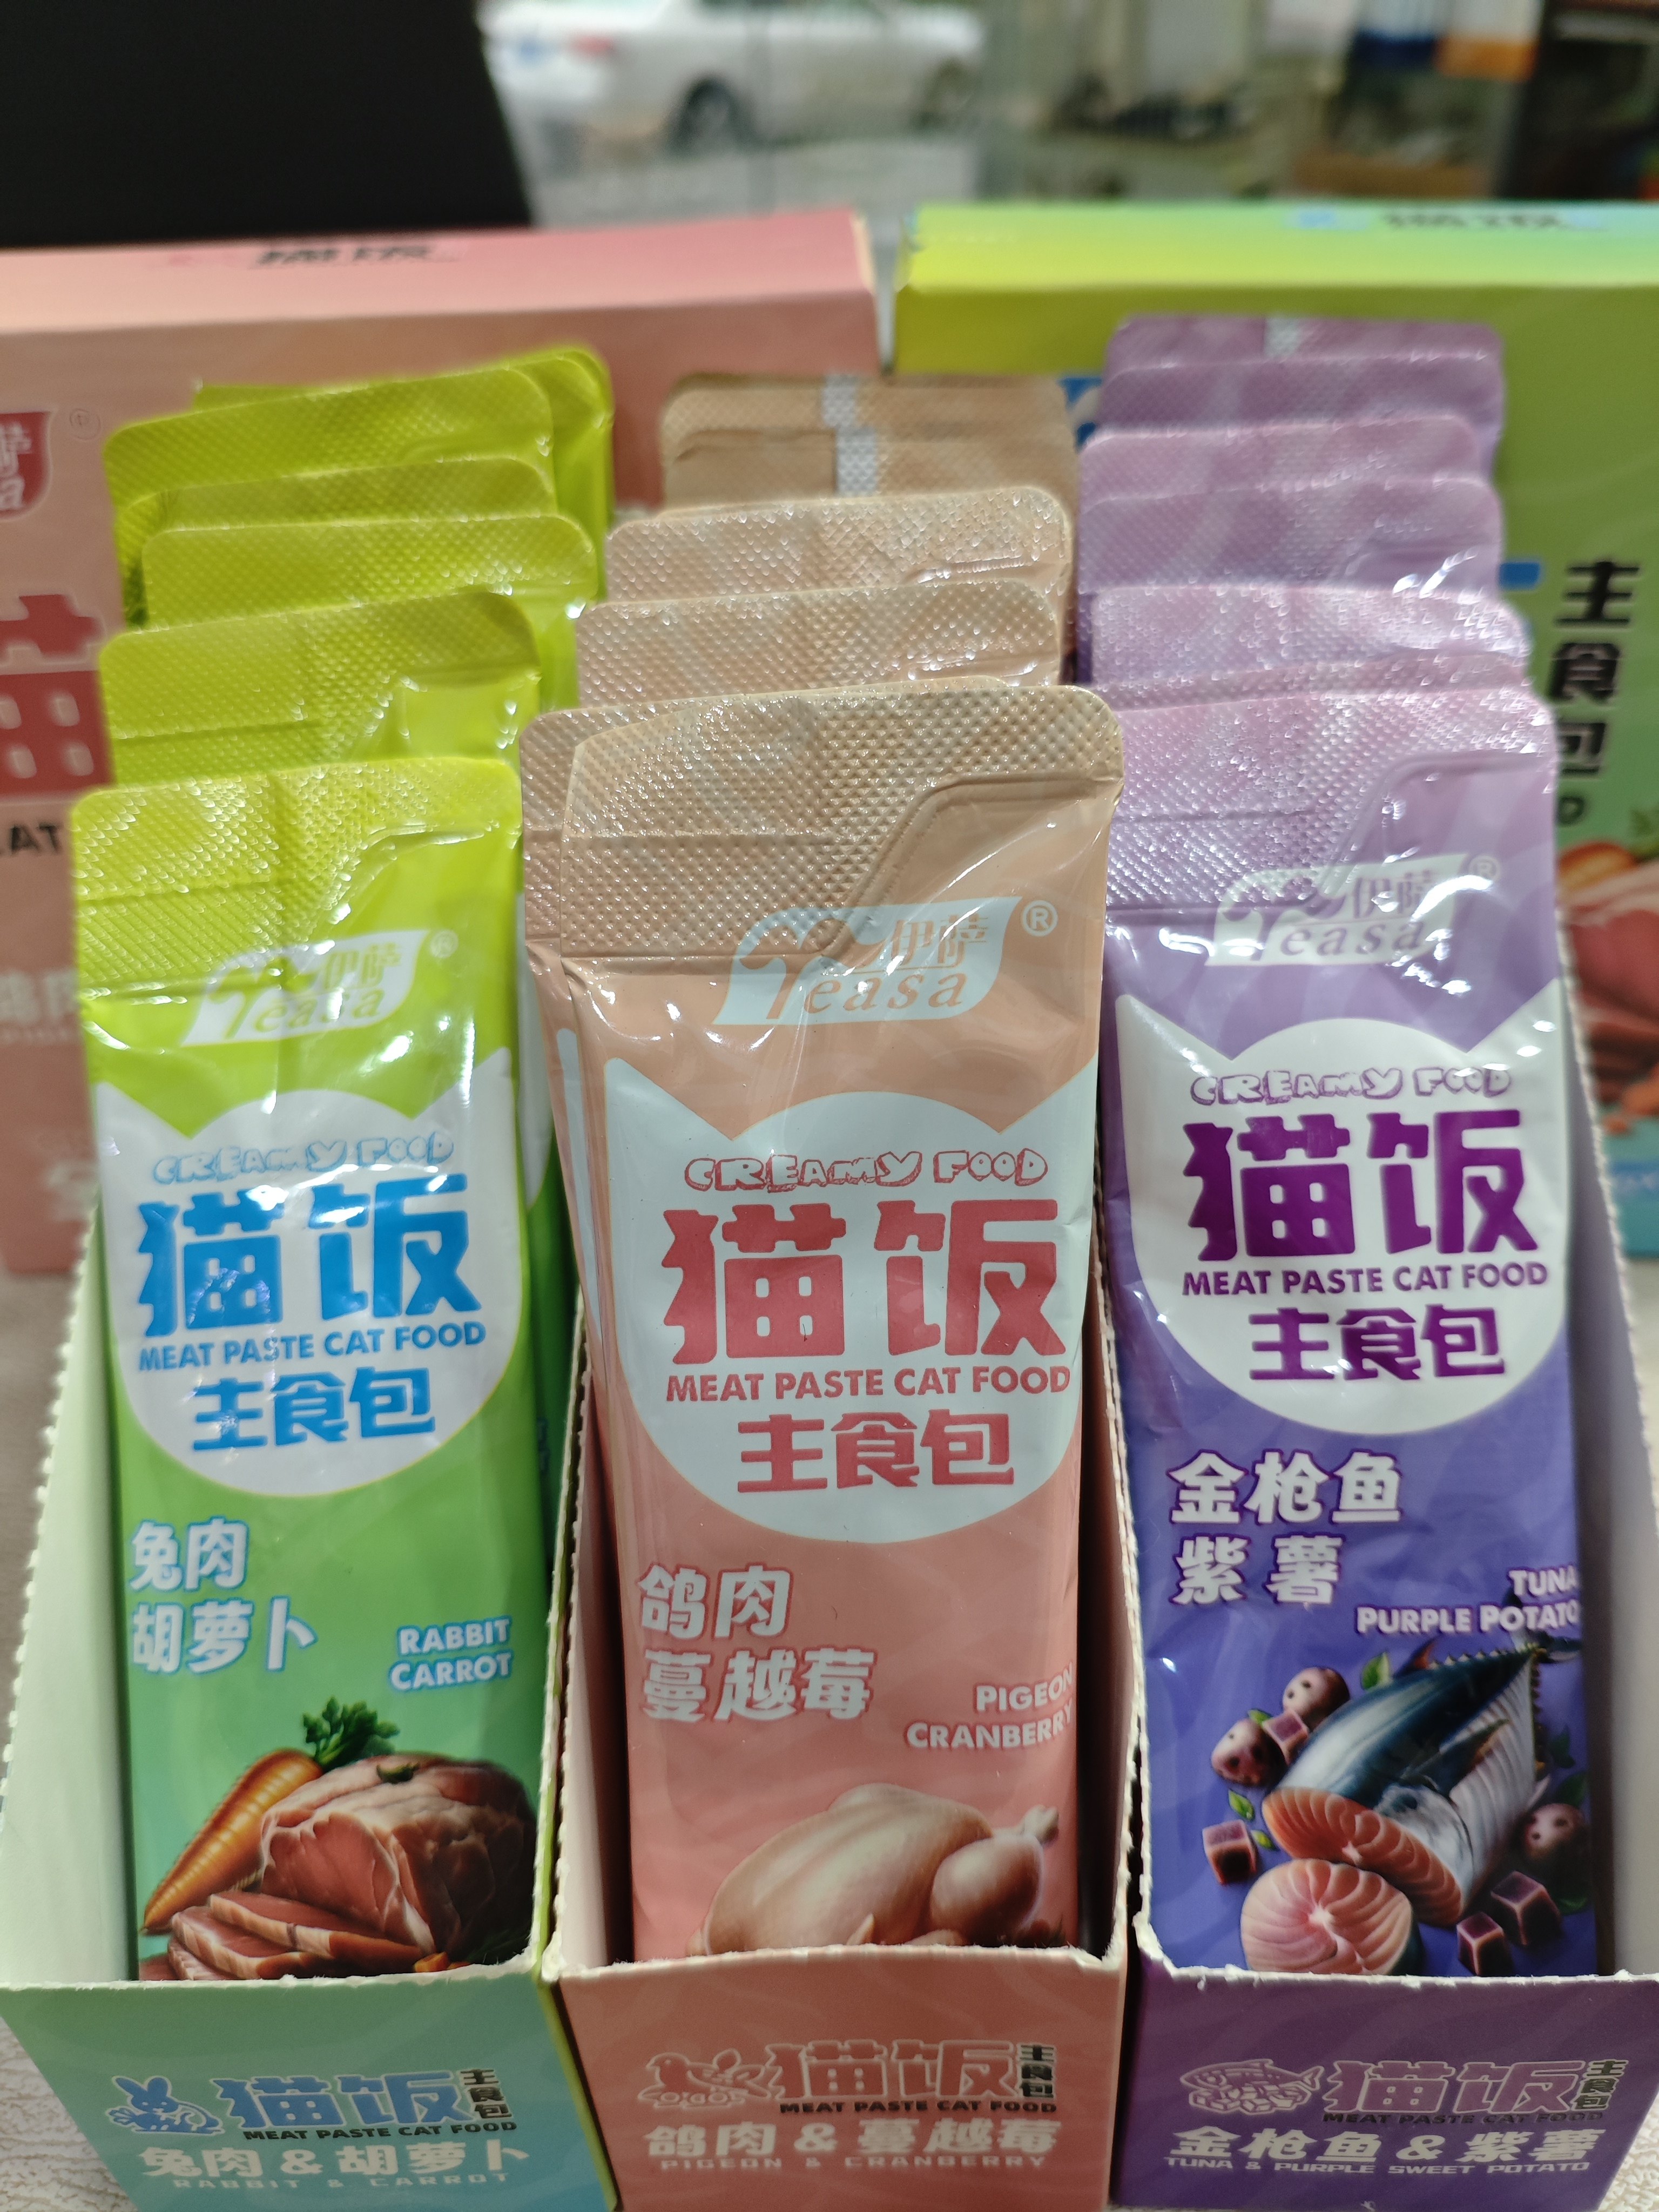 主食包
伊萨
Yeasa
®
CREAMY FOOD
猫饭
MEAT PASTE CAT FOOD
主食包
兔肉
胡萝卜
RABBIT
CARROT
猫饭
主食包
MEAT PASTE CAT FOOD
兔肉&胡萝卜
RABBIT & CARROT
伊萨
Yeasa
®
CREAMY FOOD
猫饭
MEAT PASTE CAT FOOD
主食包
鸽肉
蔓越莓
PIGEON
CRANBERRY
猫饭
主食包
MEAT PASTE CAT FOOD
鸽肉&蔓越莓
PIGEON & CRANBERRY
伊萨
Yeasa
®
CREAMY FOOD
猫饭
MEAT PASTE CAT FOOD
主食包
金枪鱼
紫薯
TUNA
PURPLE POTATO
猫饭
主食包
MEAT PASTE CAT FOOD
金枪鱼&紫薯
TUNA & PURPLE SWEET POTATO